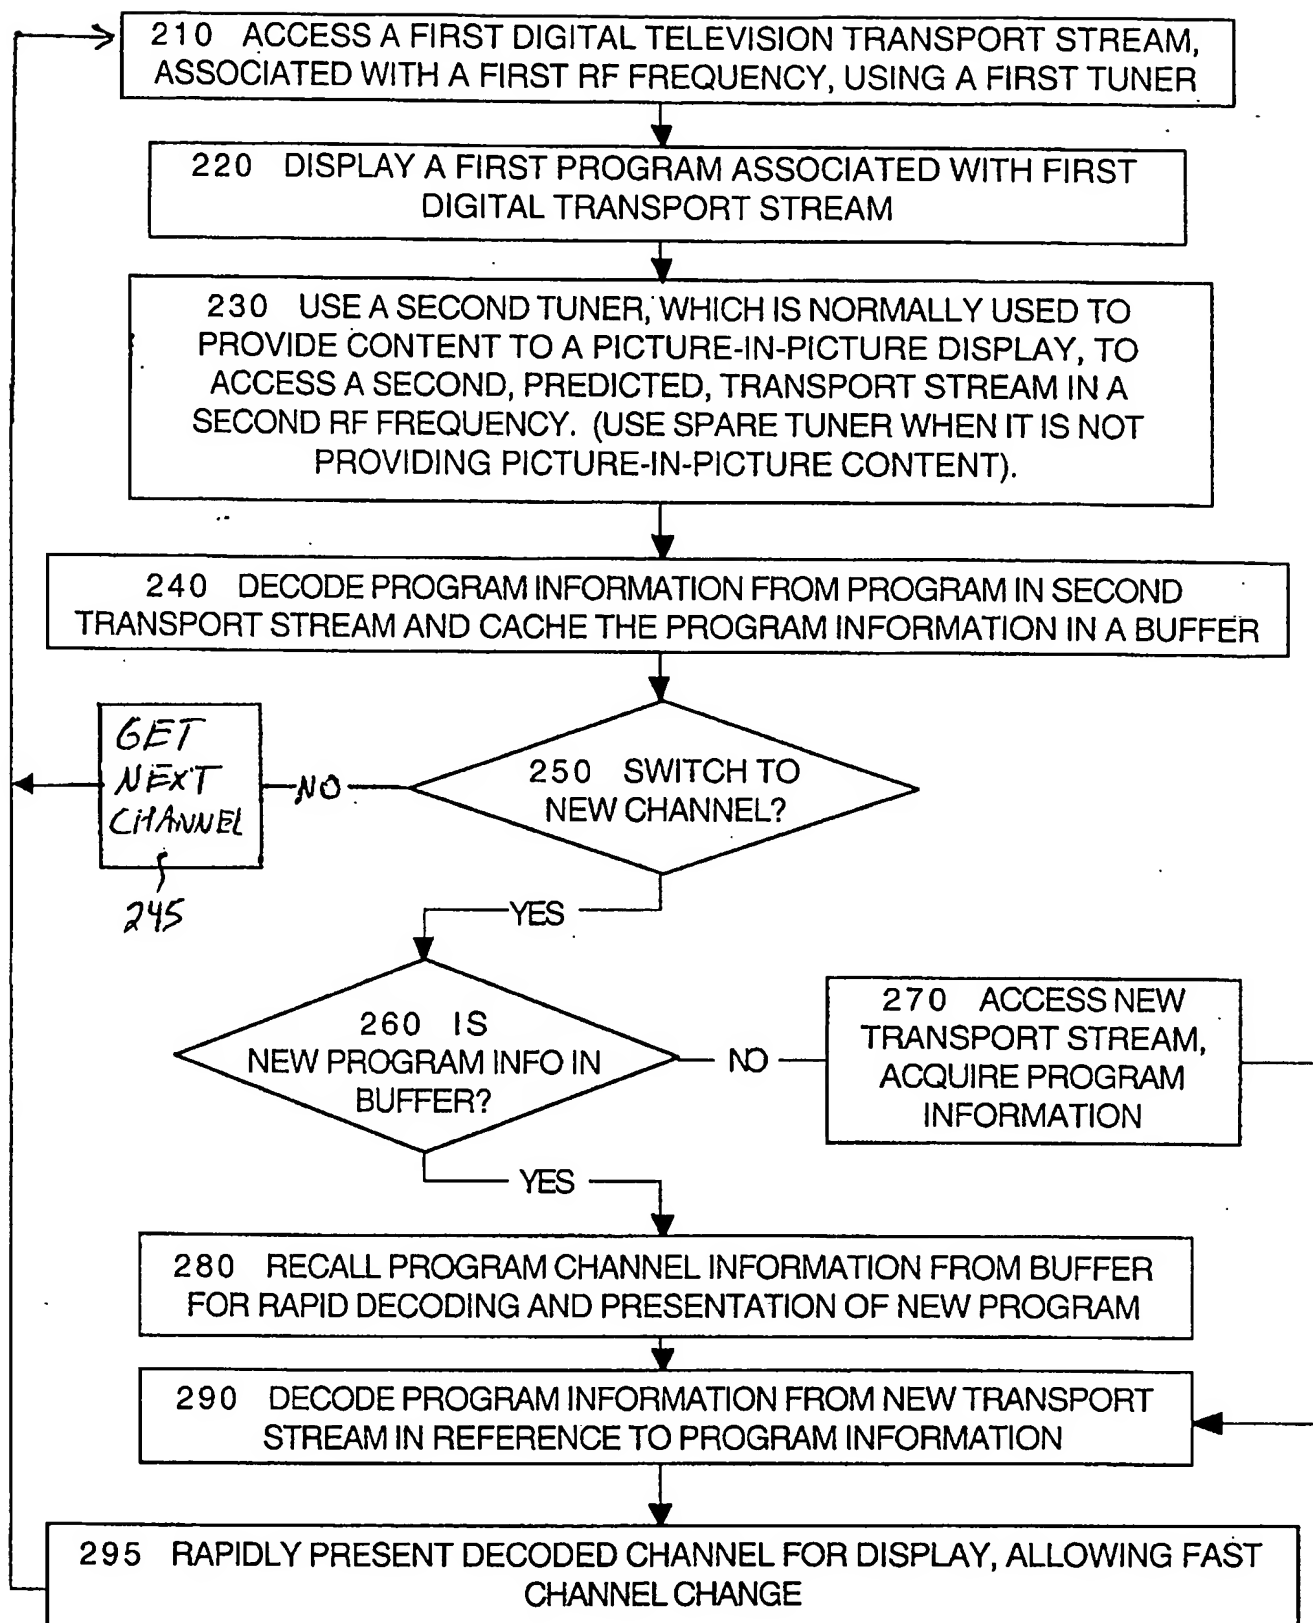 210 ACCESS A FIRST DIGITAL TELEVISION TRANSPORT STREAM,
ASSOCIATED WITH A FIRST RF FREQUENCY, USING A FIRST TUNER
220 DISPLAY A FIRST PROGRAM ASSOCIATED WITH FIRST
DIGITAL TRANSPORT STREAM
230 USE A SECOND TUNER, WHICH IS NORMALLY USED TO
PROVIDE CONTENT TO A PICTURE-IN-PICTURE DISPLAY, TO
ACCESS A SECOND, PREDICTED, TRANSPORT STREAM IN A
SECOND RF FREQUENCY. (USE SPARE TUNER WHEN IT IS NOT
PROVIDING PICTURE-IN-PICTURE CONTENT).
240 DECODE PROGRAM INFORMATION FROM PROGRAM IN SECOND
TRANSPORT STREAM AND CACHE THE PROGRAM INFORMATION IN A BUFFER
GET
NEXT
CHANNEL
245
NO
250 SWITCH TO
NEW CHANNEL?
YES
260 IS
NEW PROGRAM INFO IN
BUFFER?
NO
270 ACCESS NEW
TRANSPORT STREAM,
ACQUIRE PROGRAM
INFORMATION
YES
280 RECALL PROGRAM CHANNEL INFORMATION FROM BUFFER
FOR RAPID DECODING AND PRESENTATION OF NEW PROGRAM
290 DECODE PROGRAM INFORMATION FROM NEW TRANSPORT
STREAM IN REFERENCE TO PROGRAM INFORMATION
295 RAPIDLY PRESENT DECODED CHANNEL FOR DISPLAY, ALLOWING FAST
CHANNEL CHANGE